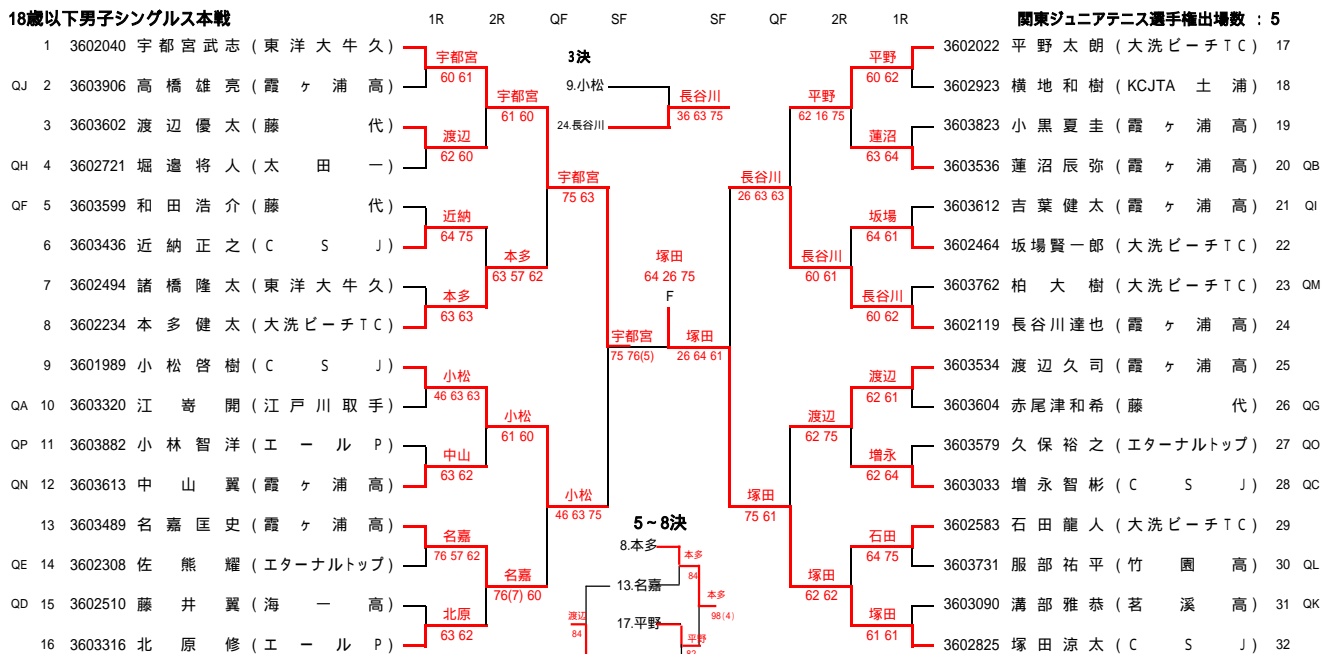 18歳以下男子シングルス本戦 1R 2R QF SF SF QF 2R 1R 関東ジュニアテニス選手権出場数 : 5
1 3602040 宇都宮武志 (東洋大牛久)
宇都宮
60 61
QJ 2 3603906 高橋雄亮 (霞ヶ浦高)
宇都宮
61 60
3 3603602 渡辺優太 (藤代)
渡辺
62 60
QH 4 3602721 堀邉将人 (太田一)
宇都宮
75 63
QF 5 3603599 和田浩介 (藤代)
近納
64 75
6 3603436 近納正之 (CSJ)
本多
63 57 62
7 3602494 諸橋隆太 (東洋大牛久)
本多
63 63
8 3602234 本多健太 (大洗ビーチTC)
宇都宮
75 76(5)
9 3601989 小松啓樹 (CSJ)
小松
46 63 63
QA 10 3603320 江嵜開 (江戸川取手)
小松
61 60
QP 11 3603882 小林智洋 (エールP)
中山
63 62
QN 12 3603613 中山翼 (霞ヶ浦高)
小松
46 63 75
13 3603489 名嘉匡史 (霞ヶ浦高)
名嘉
76 57 62
QE 14 3602308 佐熊耀 (エターナルトップ)
名嘉
76(7) 60
QD 15 3602510 藤井翼 (海一高)
北原
63 62
16 3603316 北原修 (エールP)
3決
9.小松
24.長谷川
長谷川
36 63 75
塚田
64 26 75
F
塚田
26 64 61
5~8決
8.本多
本多
84
13.名嘉
本多
98(4)
渡辺
84
17.平野
平野
3602022 平野太朗 (大洗ビーチTC) 17
平野
60 62
3602923 横地和樹 (KCJTA 土浦) 18
平野
62 16 75
3603823 小黒夏圭 (霞ヶ浦高) 19
蓮沼
63 64
3603536 蓮沼辰弥 (霞ヶ浦高) 20 QB
長谷川
26 63 63
3603612 吉葉健太 (霞ヶ浦高) 21 QI
坂場
64 61
3602464 坂場賢一郎 (大洗ビーチTC) 22
長谷川
60 61
3603762 柏大樹 (大洗ビーチTC) 23 QM
長谷川
60 62
3602119 長谷川達也 (霞ヶ浦高) 24
3603534 渡辺久司 (霞ヶ浦高) 25
渡辺
62 61
3603604 赤尾津和希 (藤代) 26 QG
渡辺
62 75
3603579 久保裕之 (エターナルトップ) 27 QO
増永
62 64
3603033 増永智彬 (CSJ) 28 QC
塚田
75 61
3602583 石田龍人 (大洗ビーチTC) 29
石田
64 75
3603731 服部祐平 (竹園高) 30 QL
塚田
62 62
3603090 溝部雅恭 (茗溪高) 31 QK
塚田
61 61
3602825 塚田涼太 (CSJ) 32